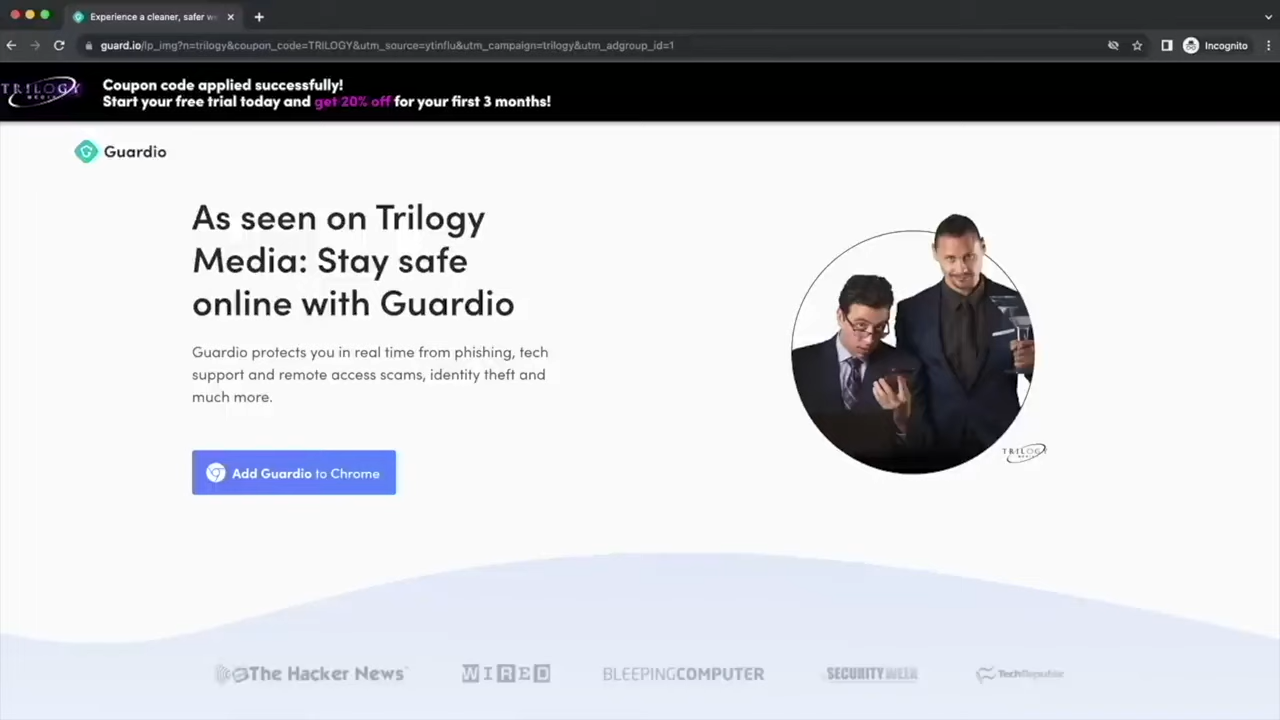 Experience a cleaner, safer w
guard.io/lp_img?n=trilogy&coupon_code=TRILOGY&utm_source=ytinflu&utm_campaign=trilogy&utm_adgroup_id=1
Incognito
TRILOGY
MEDIA
Coupon code applied successfully!
Start your free trial today and get 20% off for your first 3 months!
Guardio
As seen on Trilogy
Media: Stay safe
online with Guardio
Guardio protects you in real time from phishing, tech
support and remote access scams, identity theft and
much more.
TRILOGY
Add Guardio to Chrome
The Hacker News
WIRED
BLEEPINGCOMPUTER
SECURITYWEEK
TechRepublic